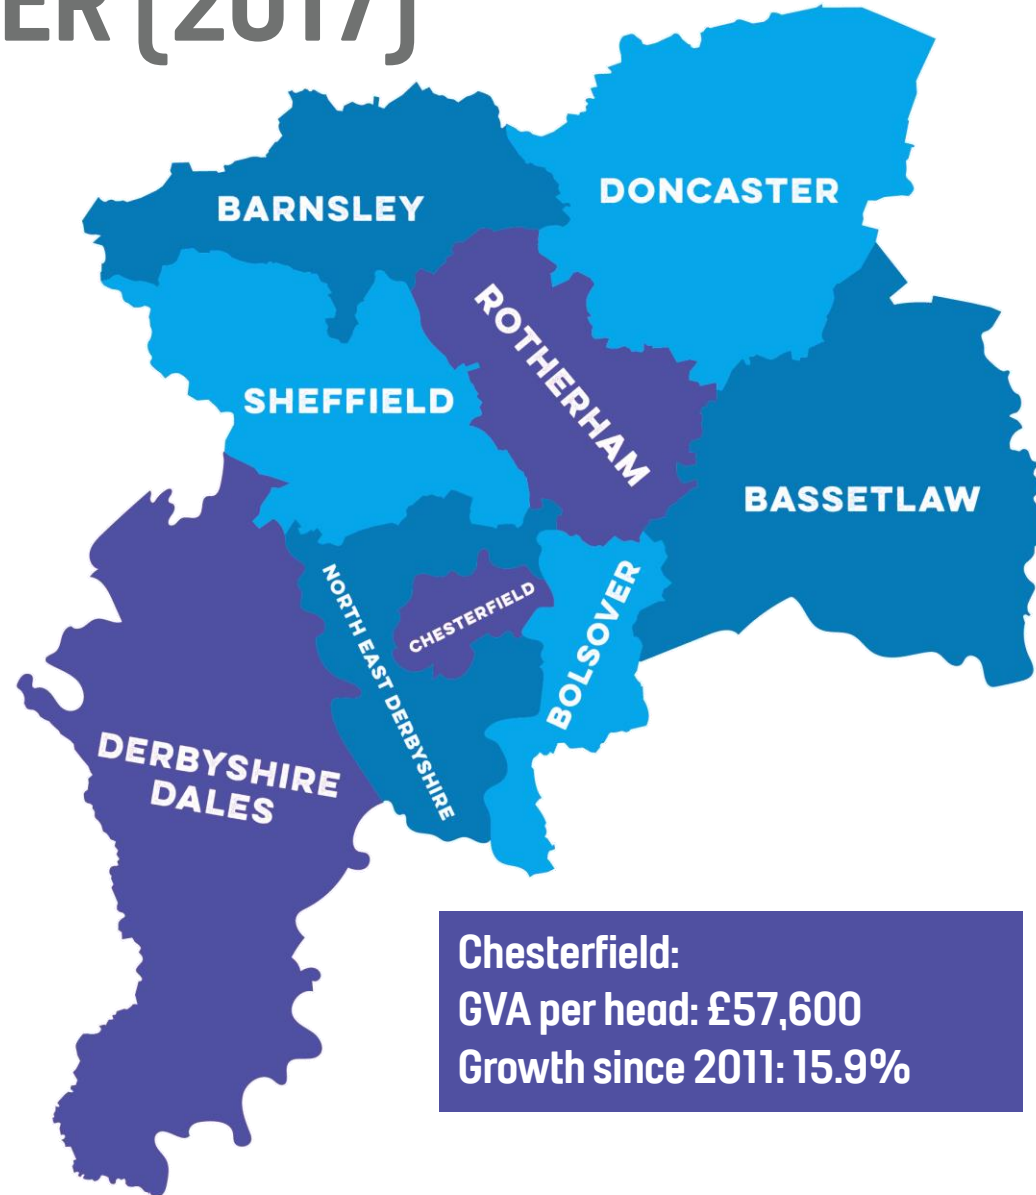 ER (2017)
BARNSLEY
DONCASTER
ROTHERHAM
SHEFFIELD
BASSETLAW
NORTH EAST DERBYSHIRE
CHESTERFIELD
BOLSOVER
DERBYSHIRE
DALES
Chesterfield:
GVA per head: £57,600
Growth since 2011: 15.9%